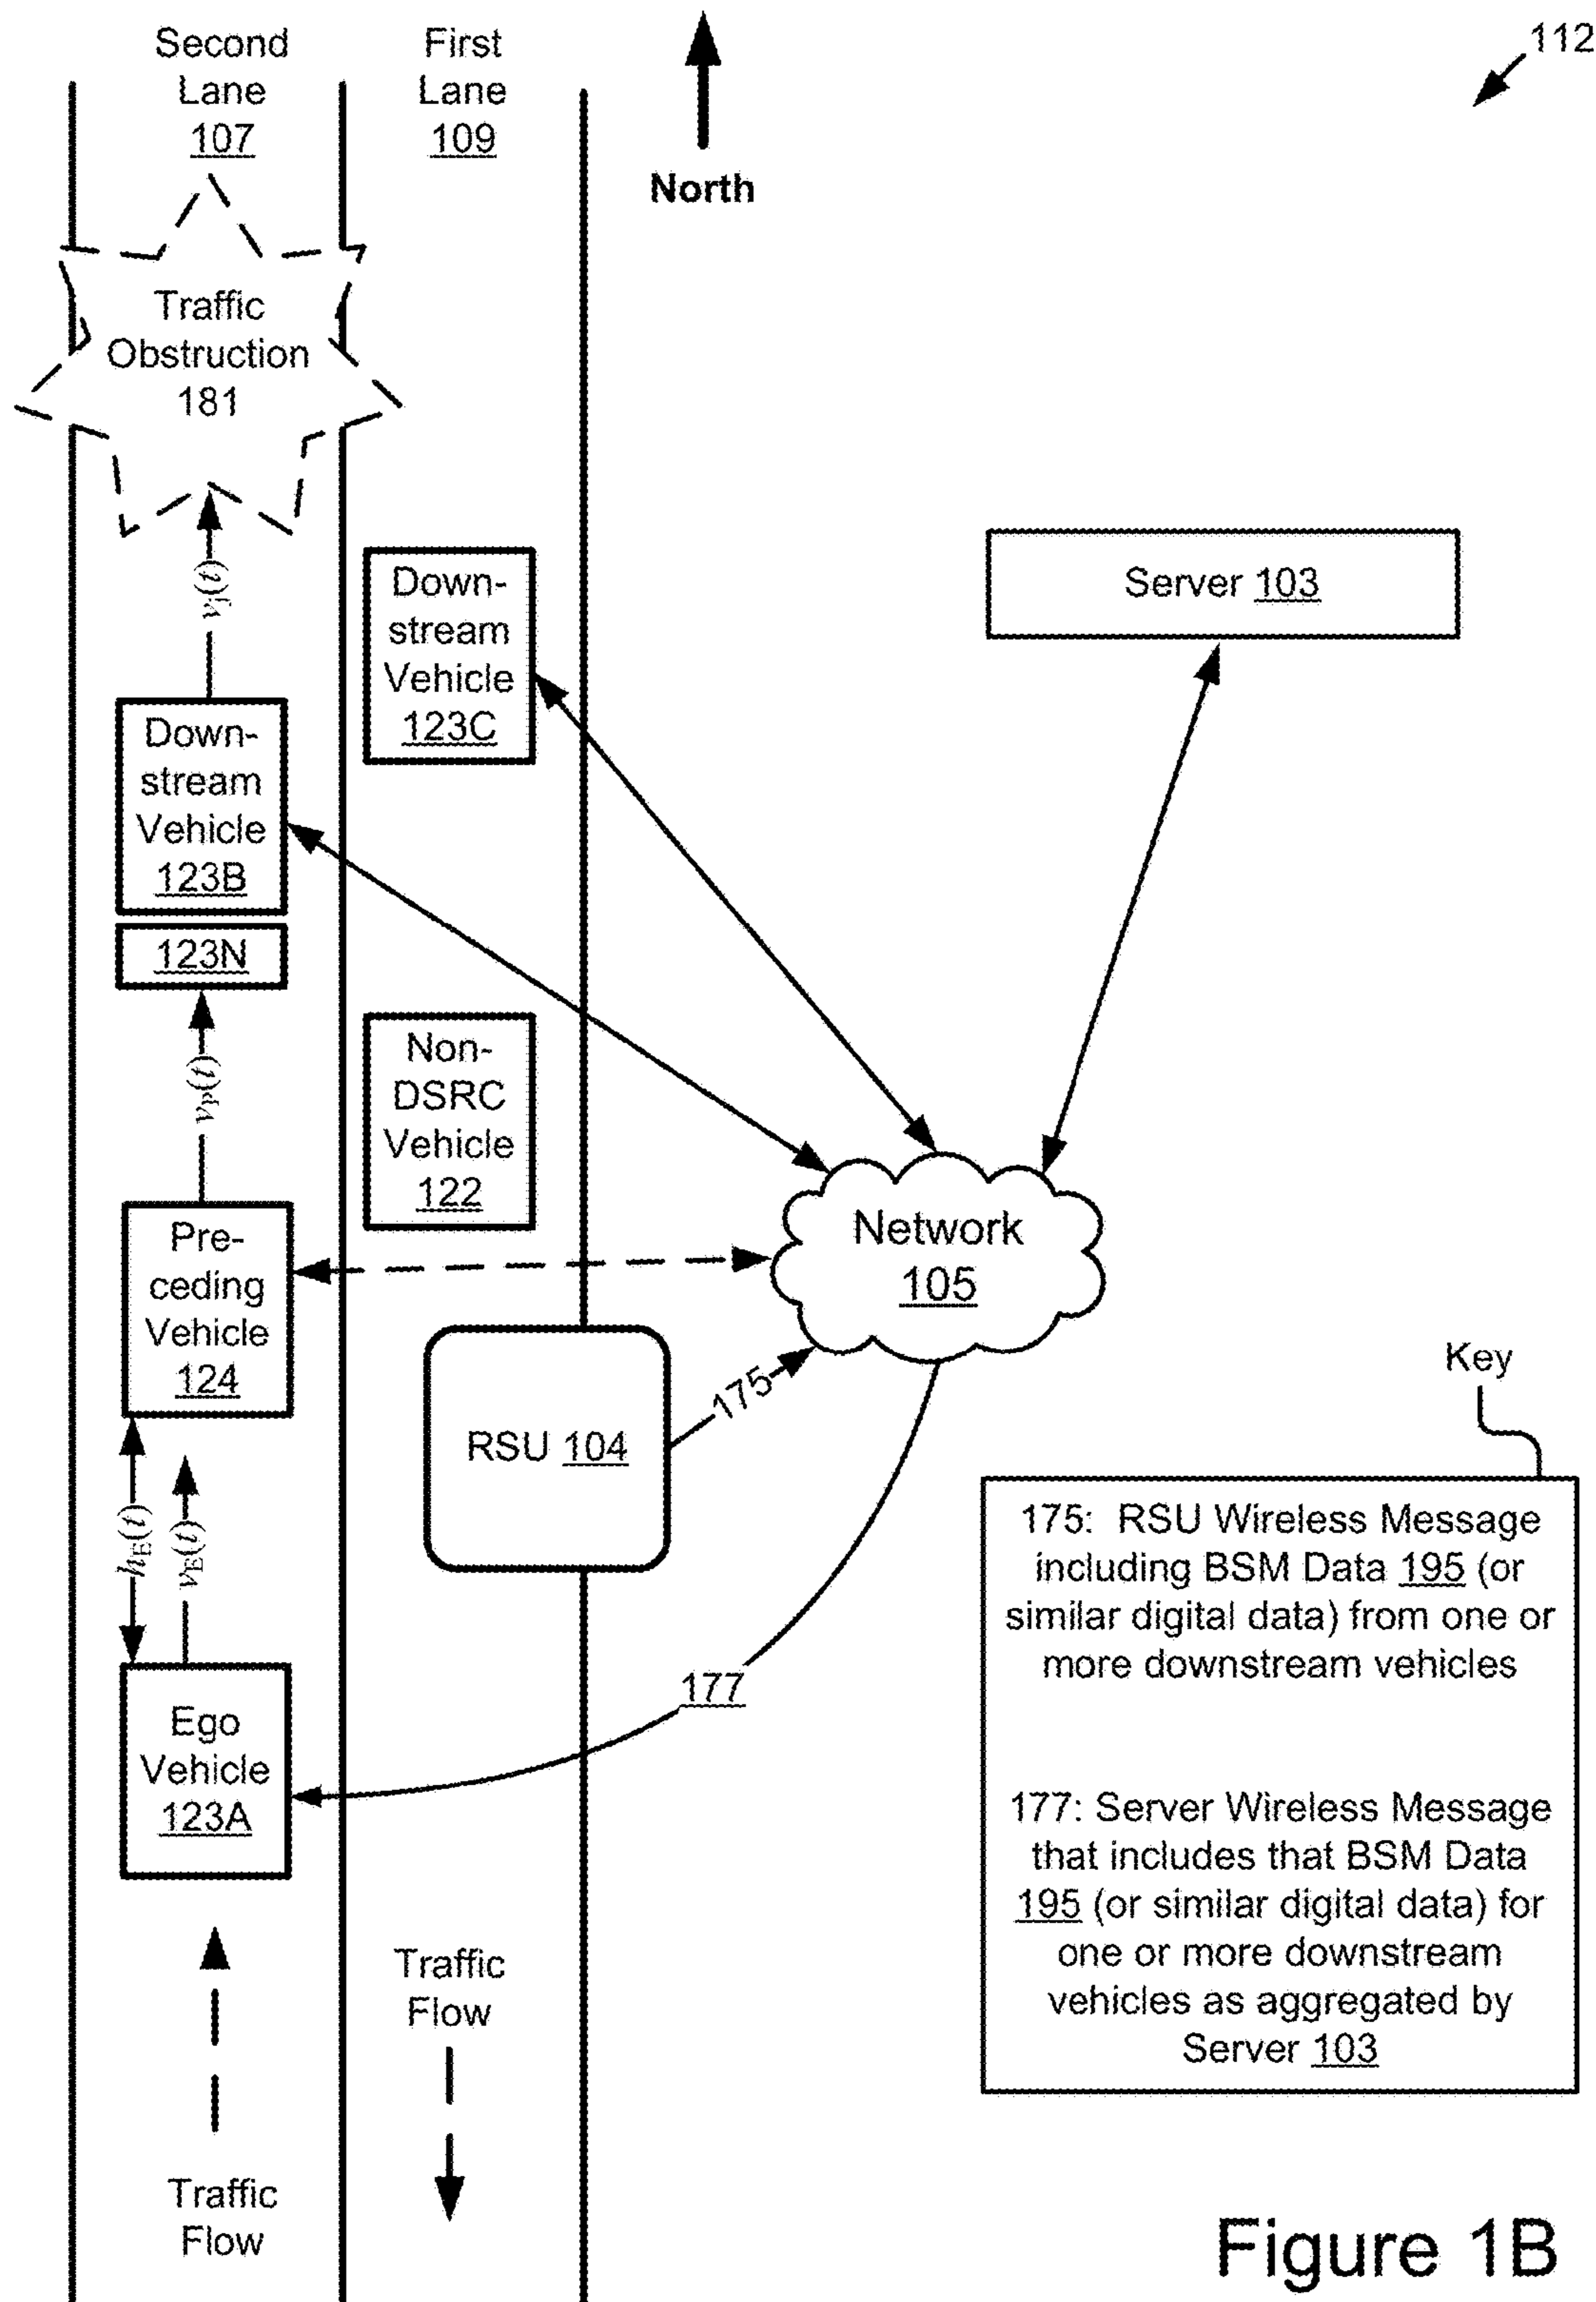 Second
Lane
107
First
Lane
109
North
112
Traffic
Obstruction
181
vj(t)
Down-
stream
Vehicle
123C
Server 103
Down-
stream
Vehicle
123B
123N
vP(t)
Non-
DSRC
Vehicle
122
Network
105
Pre-
ceding
Vehicle
124
RSU 104
175
Key
hE(t)
vE(t)
175: RSU Wireless Message
including BSM Data 195 (or
similar digital data) from one or
more downstream vehicles
177: Server Wireless Message
that includes that BSM Data
195 (or similar digital data) for
one or more downstream
vehicles as aggregated by
Server 103
177
Ego
Vehicle
123A
Traffic
Flow
Traffic
Flow
Figure 1B